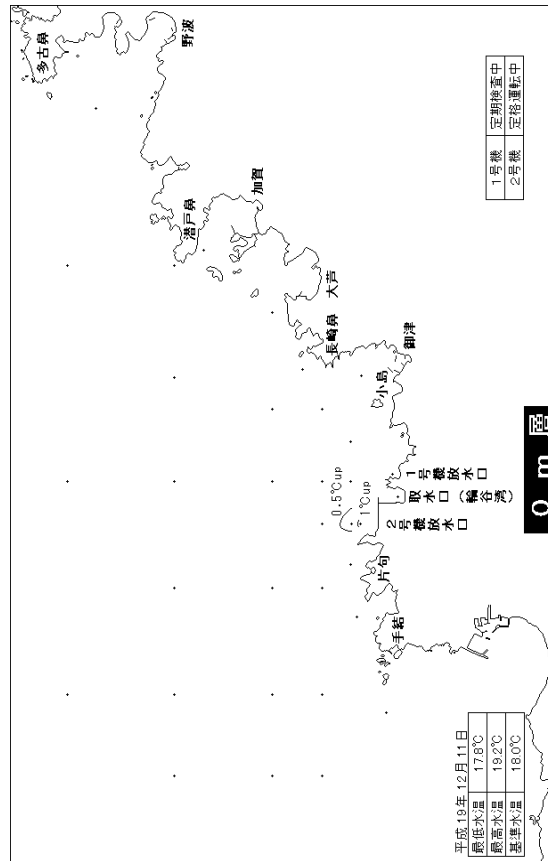 多古鼻
野波
潜戸鼻
加賀
大芦
長崎鼻
御津
小島
1号機放水口
取水口(輪谷湾)
2号機放水口
0.5℃up
1℃up
片句
手結
1号機 定期検査中
2号機 定格運転中
0m層
平成19年12月11日
最低水温 17.8℃
最高水温 19.2℃
基準水温 18.0℃